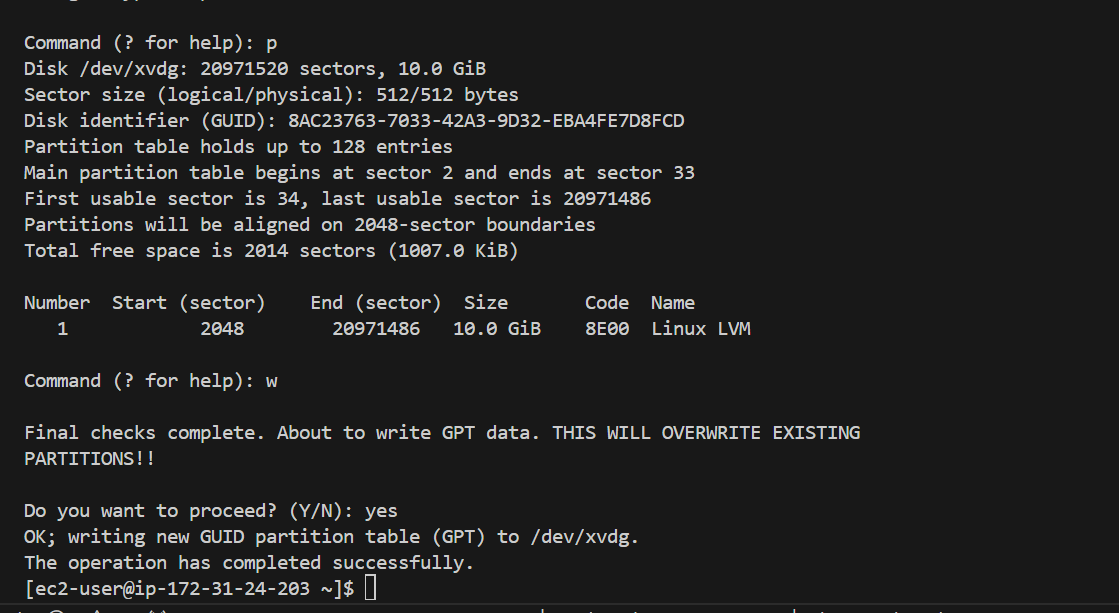 Command (? for help): p
Disk /dev/xvdg: 20971520 sectors, 10.0 GiB
Sector size (logical/physical): 512/512 bytes
Disk identifier (GUID): 8AC23763-7033-42A3-9D32-EBA4FE7D8FCD
Partition table holds up to 128 entries
Main partition table begins at sector 2 and ends at sector 33
First usable sector is 34, last usable sector is 20971486
Partitions will be aligned on 2048-sector boundaries
Total free space is 2014 sectors (1007.0 KiB)
Number  Start (sector)    End (sector)  Size       Code  Name
   1            2048        20971486   10.0 GiB    8E00  Linux LVM
Command (? for help): w
Final checks complete. About to write GPT data. THIS WILL OVERWRITE EXISTING
PARTITIONS!!
Do you want to proceed? (Y/N): yes
OK; writing new GUID partition table (GPT) to /dev/xvdg.
The operation has completed successfully.
[ec2-user@ip-172-31-24-203 ~]$